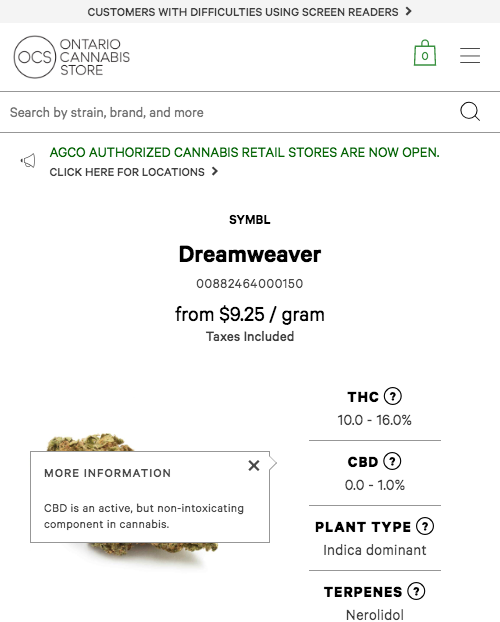 CUSTOMERS WITH DIFFICULTIES USING SCREEN READERS
OCS
ONTARIO
CANNABIS
STORE
0
Search by strain, brand, and more
AGCO AUTHORIZED CANNABIS RETAIL STORES ARE NOW OPEN.
CLICK HERE FOR LOCATIONS
SYMBL
Dreamweaver
00882464000150
from $9.25 / gram
Taxes Included
THC ?
10.0 - 16.0%
CBD ?
0.0 - 1.0%
MORE INFORMATION
CBD is an active, but non-intoxicating
component in cannabis.
PLANT TYPE ?
Indica dominant
TERPENES ?
Nerolidol